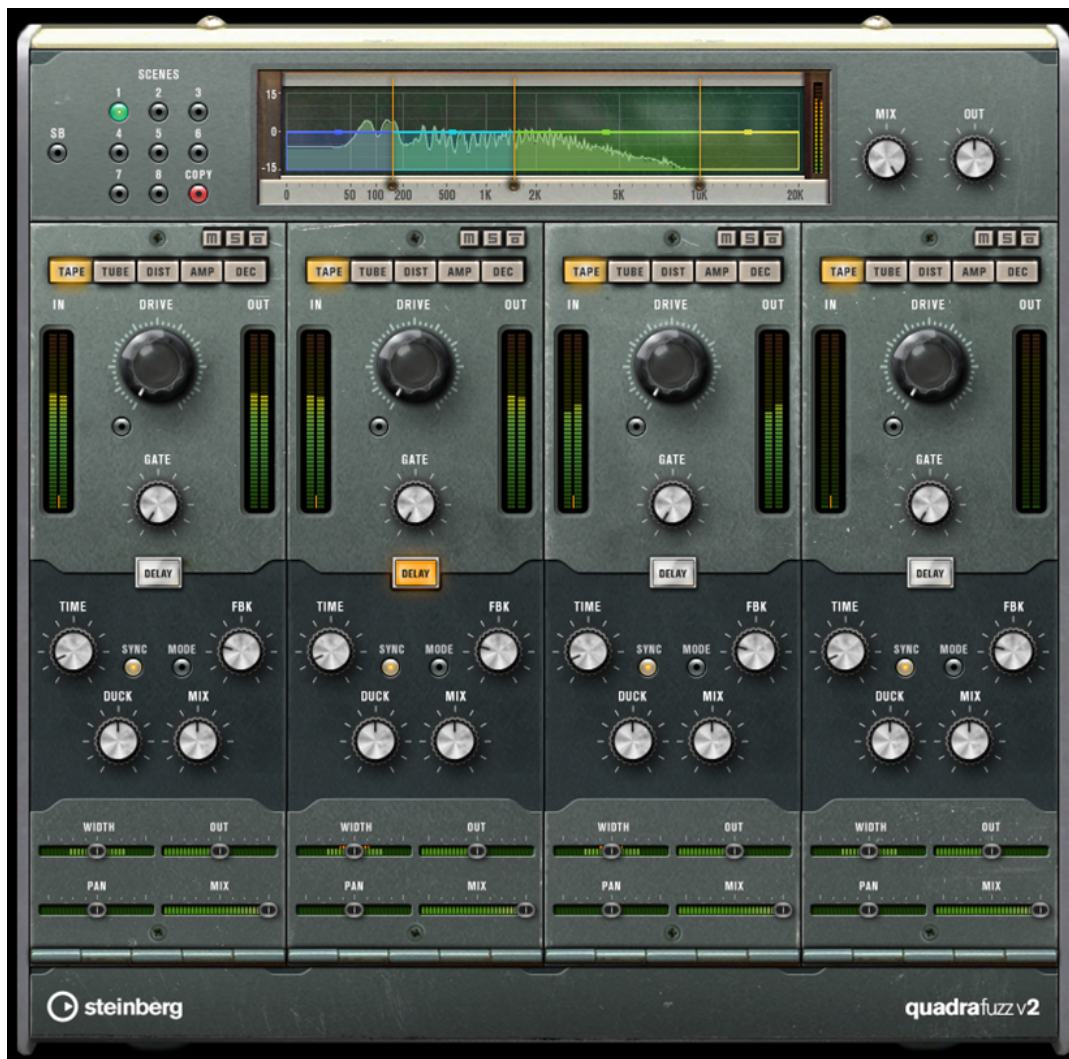 SCENES
1 2 3
SB 4 5 6
7 8 COPY
15
0
-15
0 50 100 200 500 1K 2K 5K 10K 20K
MIX OUT
M S
TAPE TUBE DIST AMP DEC
IN DRIVE OUT
GATE
DELAY
TIME FBK
SYNC MODE
DUCK MIX
WIDTH OUT
PAN MIX
M S
TAPE TUBE DIST AMP DEC
IN DRIVE OUT
GATE
DELAY
TIME FBK
SYNC MODE
DUCK MIX
WIDTH OUT
PAN MIX
M S
TAPE TUBE DIST AMP DEC
IN DRIVE OUT
GATE
DELAY
TIME FBK
SYNC MODE
DUCK MIX
WIDTH OUT
PAN MIX
M S
TAPE TUBE DIST AMP DEC
IN DRIVE OUT
GATE
DELAY
TIME FBK
SYNC MODE
DUCK MIX
WIDTH OUT
PAN MIX
steinberg
quadrafuzz v2